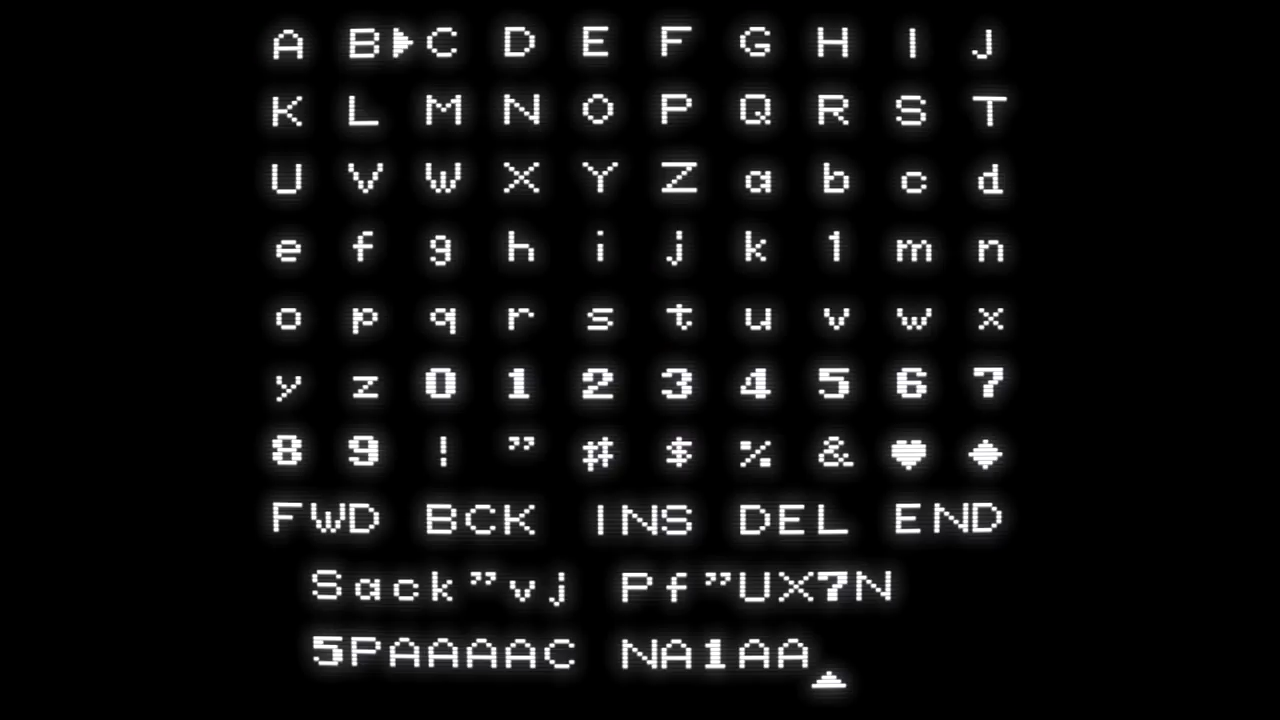 A B▶C D E F G H I J
K L M N O P Q R S T
U V W X Y Z a b c d
e f g h i j k l m n
o p q r s t u v w x
y z 0 1 2 3 4 5 6 7
8 9 ! ” # $ % & ♥ ♦
FWD BCK INS DEL END
Sack”vj Pf”UX7N
5PAAAAC NA1AA